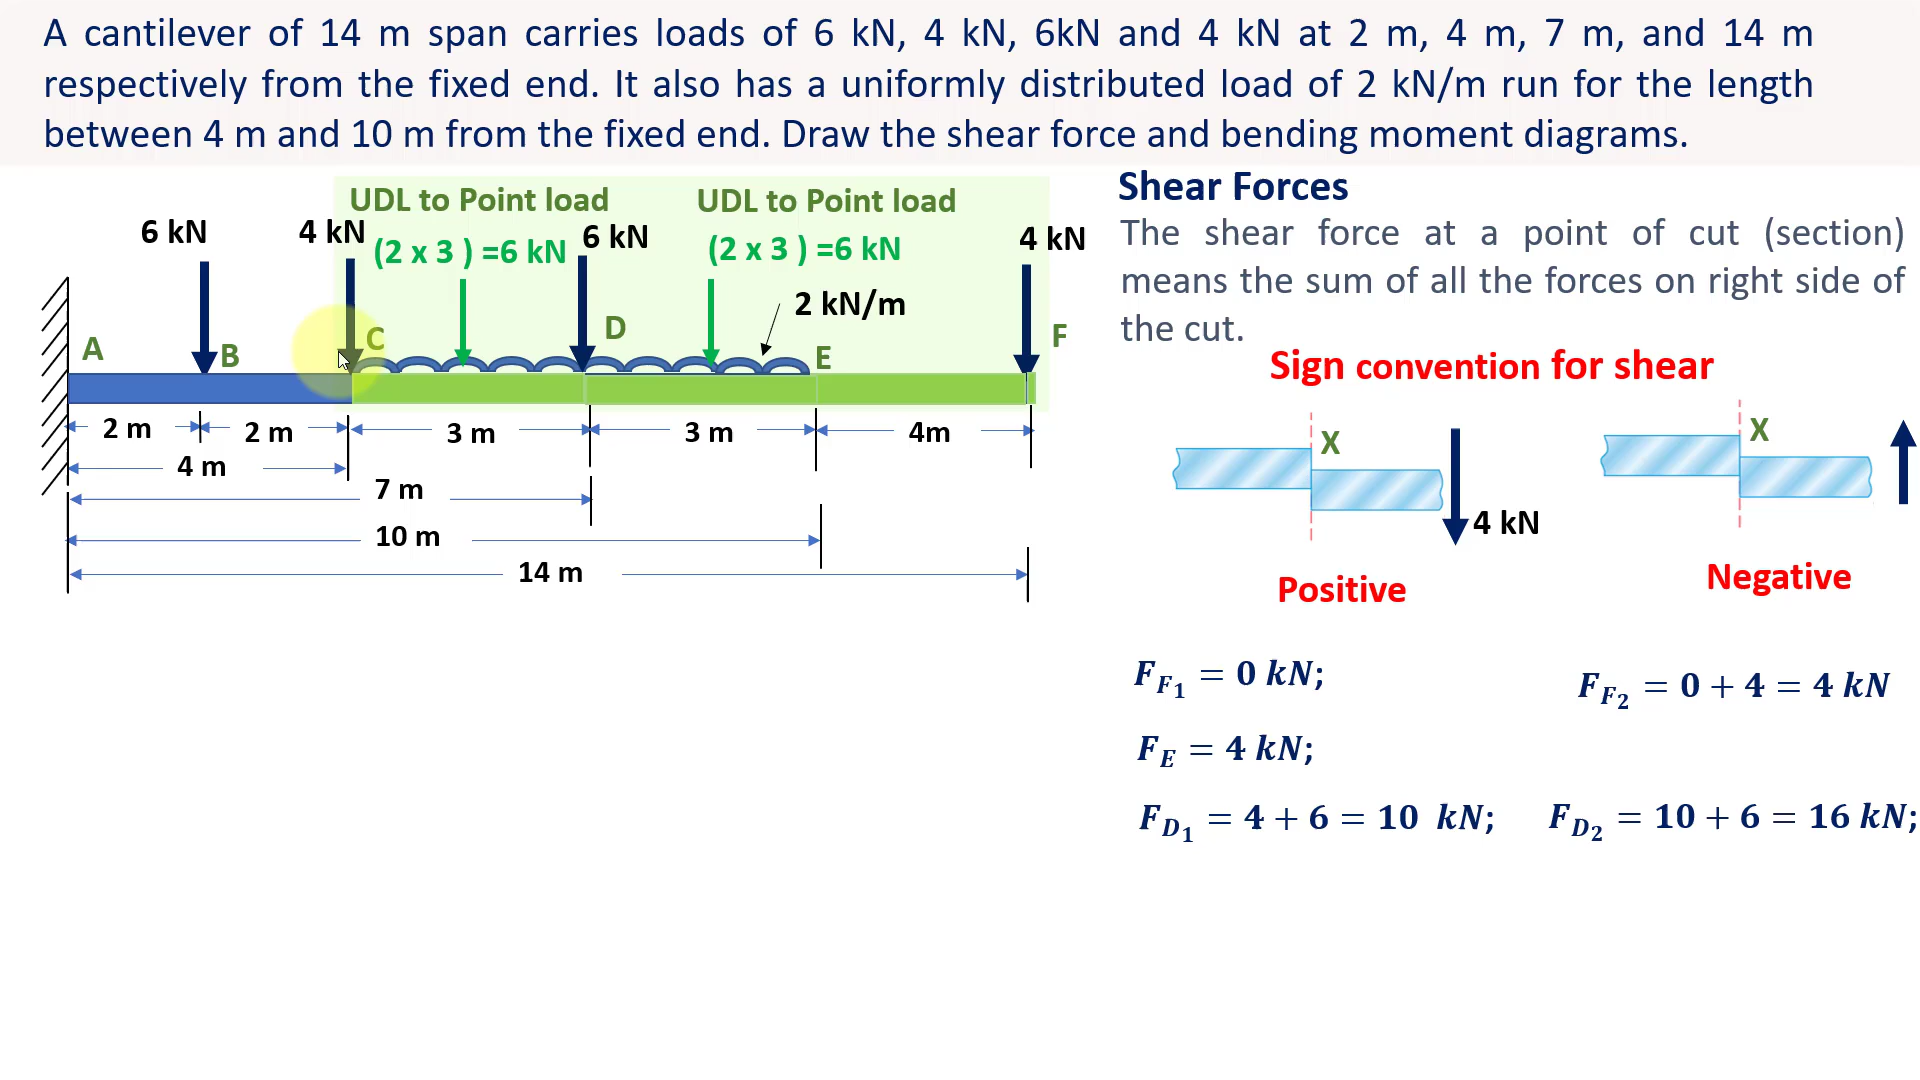 A cantilever of 14 m span carries loads of 6 kN, 4 kN, 6kN and 4 kN at 2 m, 4 m, 7 m, and 14 m
respectively from the fixed end. It also has a uniformly distributed load of 2 kN/m run for the length
between 4 m and 10 m from the fixed end. Draw the shear force and bending moment diagrams.
UDL to Point load
UDL to Point load
6 kN
4 kN
(2 x 3 ) =6 kN
6 kN
(2 x 3 ) =6 kN
4 kN
2 kN/m
A
B
C
D
E
F
2 m
2 m
3 m
3 m
4m
4 m
7 m
10 m
14 m
Shear Forces
The shear force at a point of cut (section)
means the sum of all the forces on right side of
the cut.
Sign convention for shear
X
4 kN
Positive
X
Negative
F_{F_1} = 0 kN;
F_{F_2} = 0 + 4 = 4 kN
F_E = 4 kN;
F_{D_1} = 4 + 6 = 10 kN;
F_{D_2} = 10 + 6 = 16 kN;